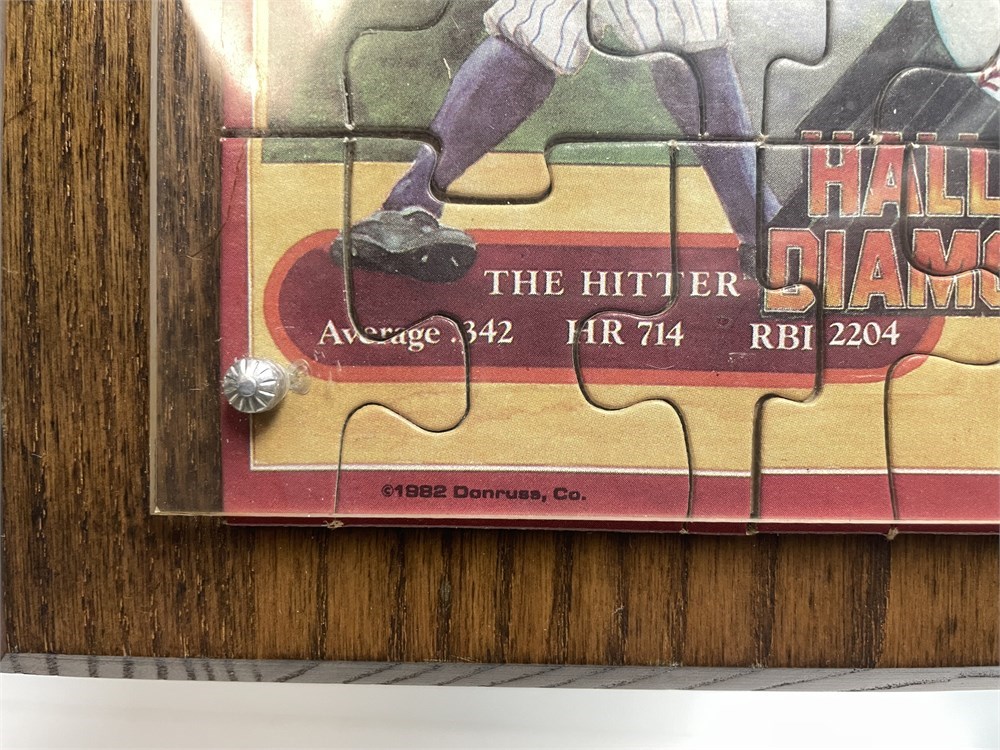 HALL
DIAMO
THE HITTER
Average .342 HR 714 RBI 2204
©1982 Donruss, Co.